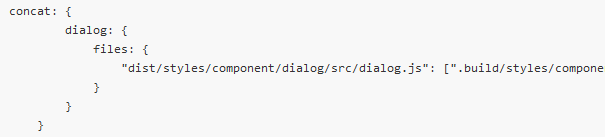 concat: {
dialog: {
files: {
"dist/styles/component/dialog/src/dialog.js": [".build/styles/compone
}
}
}